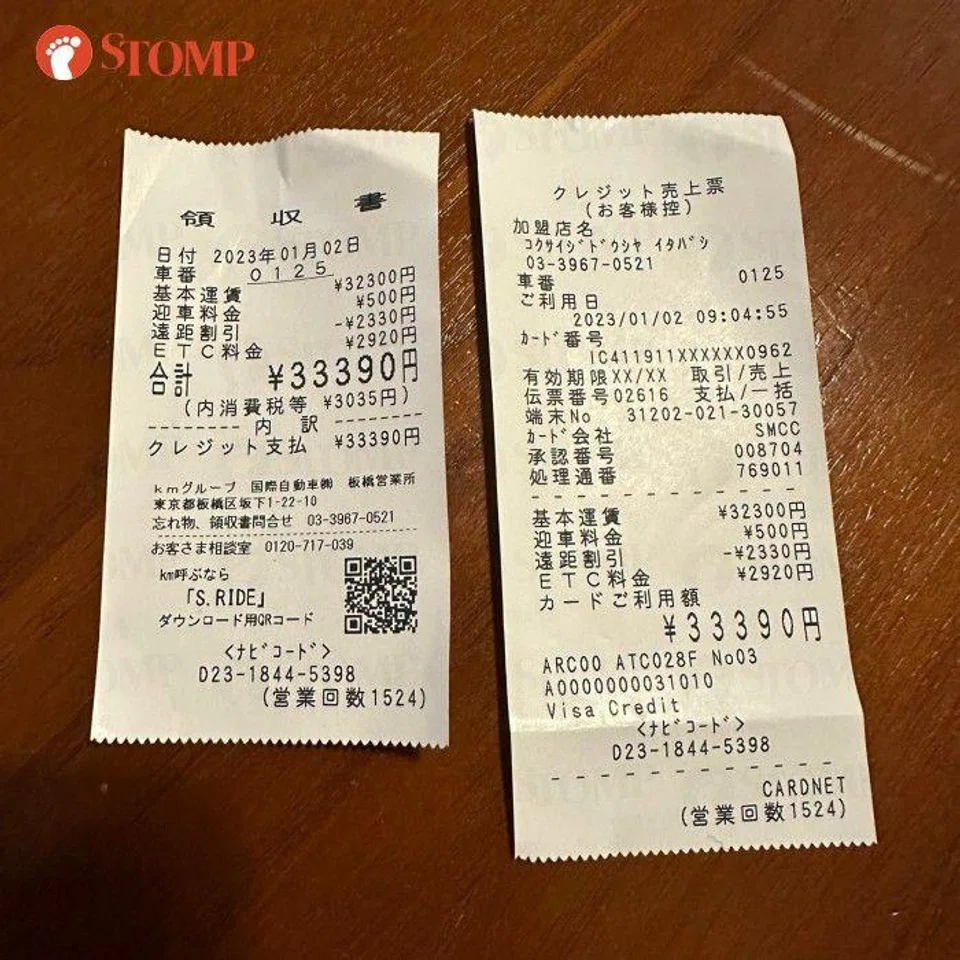 STOMP
領収書
日付 2023年01月02日
車番 0125
基本運賃 ¥32300円
迎車料金 ¥500円
遠距割引 -¥2330円
ETC料金 ¥2920円
合計 ¥33390円
(内消費税等 ¥3035円)
-------- 内 訳 --------
クレジット支払 ¥33390円
kmグループ 国際自動車㈱ 板橋営業所
東京都板橋区坂下1-22-10
忘れ物、領収書問合せ 03-3967-0521
お客さま相談室 0120-717-039
km呼ぶなら
「S.RIDE」
ダウンロード用QRコード
<ナビコード>
D23-1844-5398
(営業回数1524)
クレジット売上票
(お客様控)
加盟店名
コクサイジドウシヤ イタバシ
03-3967-0521
車番 0125
ご利用日
2023/01/02 09:04:55
カード番号
IC411911XXXXXX0962
有効期限XX/XX 取引/売上
伝票番号02616 支払/一括
端末No 31202-021-30057
カード会社 SMCC
承認番号 008704
処理通番 769011
基本運賃 ¥32300円
迎車料金 ¥500円
遠距割引 -¥2330円
ETC料金 ¥2920円
カードご利用額
¥33390円
ARC00 ATC028F No03
A0000000031010
Visa Credit
<ナビコード>
D23-1844-5398
CARDNET
(営業回数1524)